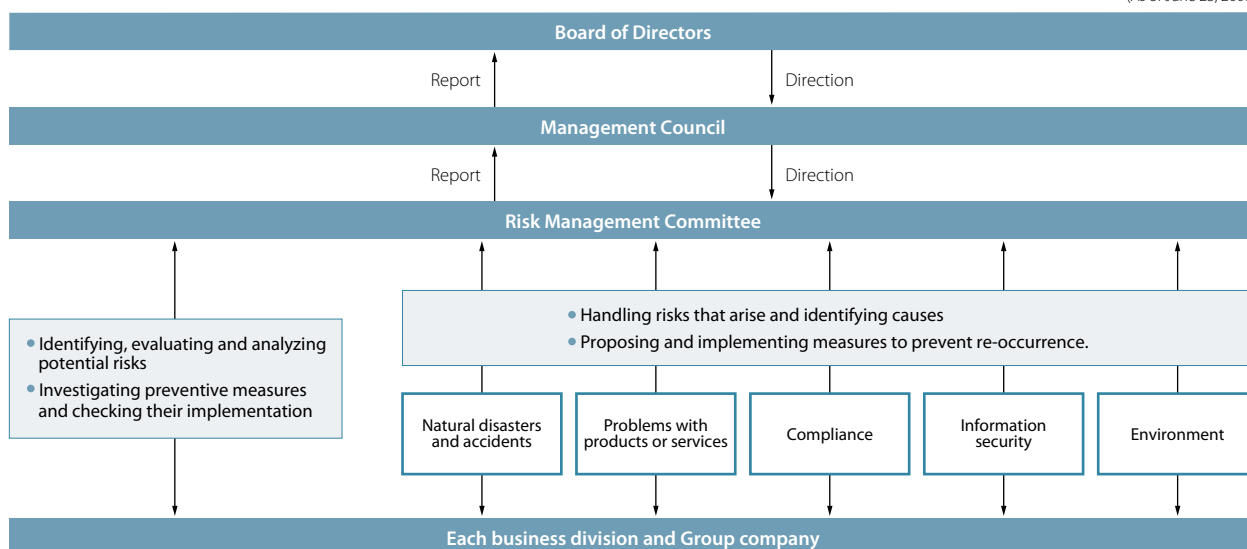 Board of Directors
Report
Direction
Management Council
Report
Direction
Risk Management Committee
• Identifying, evaluating and analyzing
potential risks
• Investigating preventive measures
and checking their implementation
• Handling risks that arise and identifying causes
• Proposing and implementing measures to prevent re-occurrence.
Natural disasters
and accidents
Problems with
products or services
Compliance
Information
security
Environment
Each business division and Group company